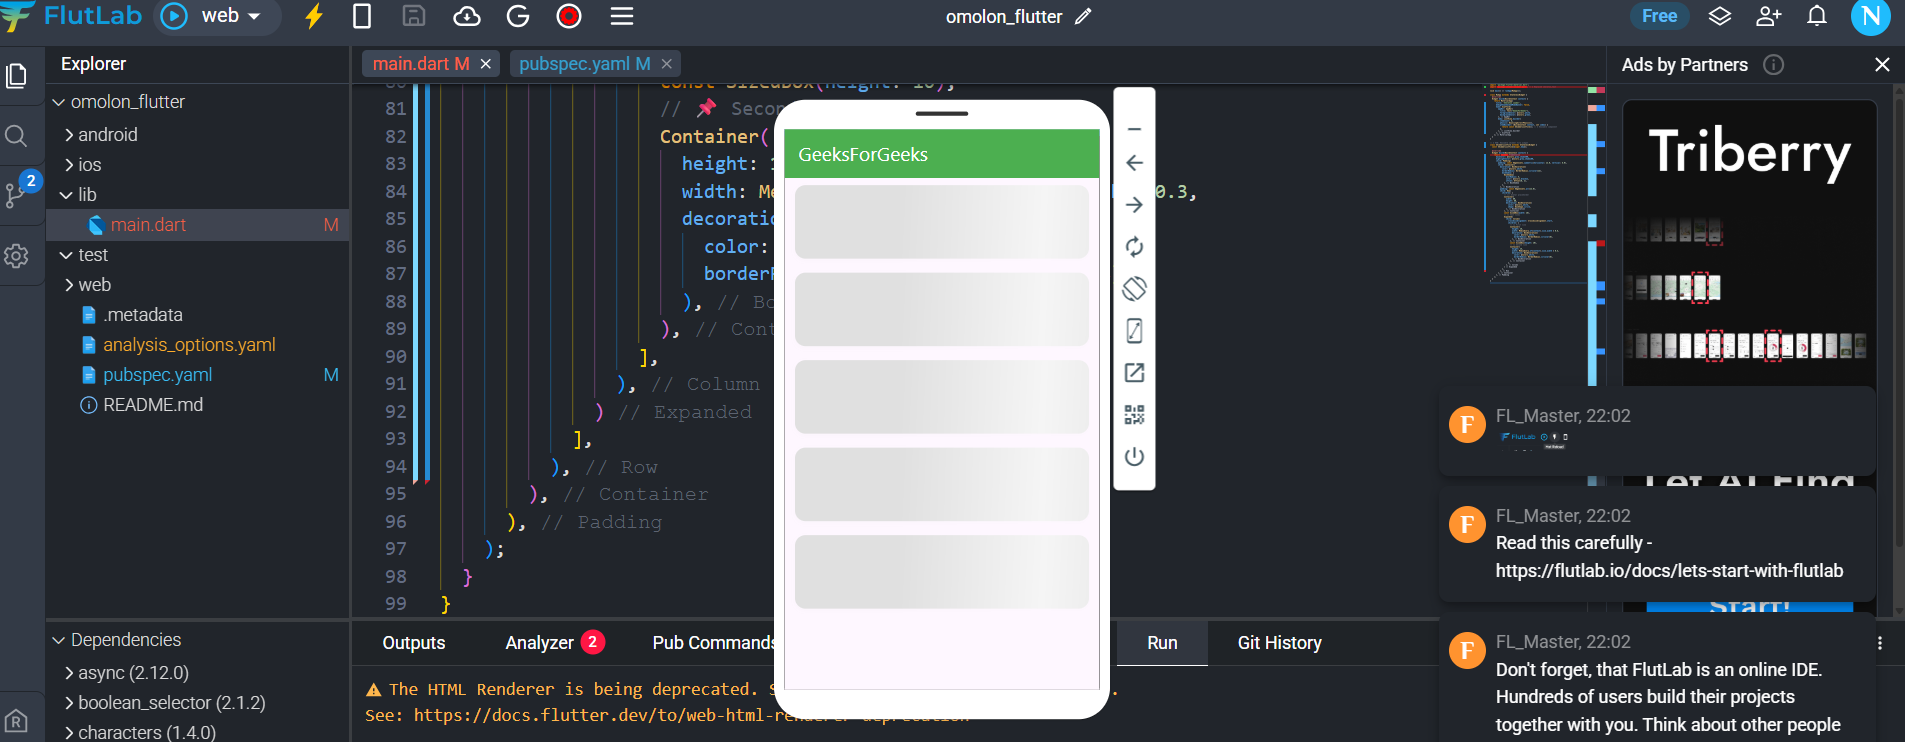 FlutLab
web
omolon_flutter
Free
N
Explorer
main.dart M
pubspec.yaml M
Ads by Partners
omolon_flutter
android
ios
lib
main.dart M
test
web
.metadata
analysis_options.yaml
pubspec.yaml M
README.md
2
Dependencies
async (2.12.0)
boolean_selector (2.1.2)
characters (1.4.0)
81 // 📌 Secon
82 Container(
83 height: 1
84 width: Me 0.3,
85 decoratio
86 color:
87 borderR
88 ), // Bo
89 ), // Cont
90 ],
91 ), // Column
92 ) // Expanded
93 ],
94 ), // Row
95 ), // Container
96 ), // Padding
97 );
98 }
99 }
GeeksForGeeks
Outputs
Analyzer 2
Pub Commands
Run
Git History
⚠ The HTML Renderer is being deprecated.
See: https://docs.flutter.dev/to/web-html-renderer-deprecation
Triberry
F
FL_Master, 22:02
FlutLab
F
FL_Master, 22:02
Read this carefully -
https://flutlab.io/docs/lets-start-with-flutlab
Start!
F
FL_Master, 22:02
Don't forget, that FlutLab is an online IDE.
Hundreds of users build their projects
together with you. Think about other people